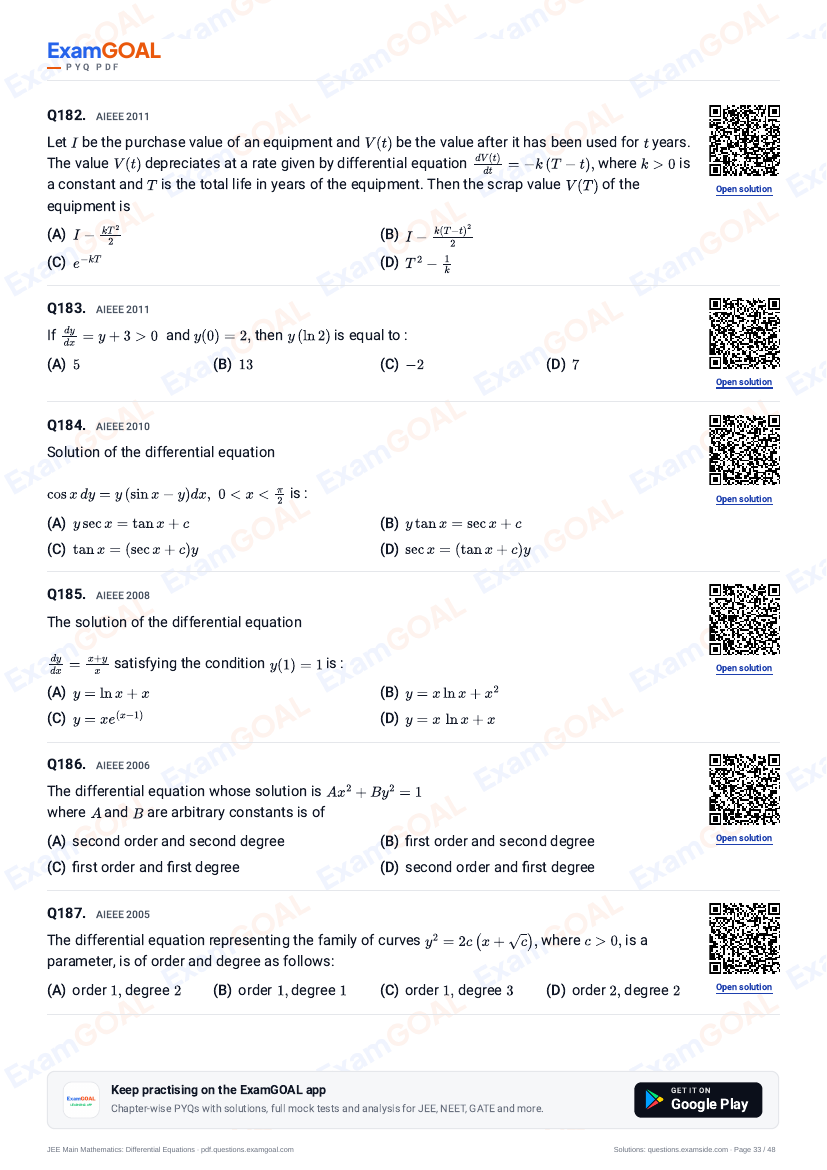 ExamGOAL
PYQ PDF
Q182. AIEEE 2011
Let I be the purchase value of an equipment and V(t) be the value after it has been used for t years.
The value V(t) depreciates at a rate given by differential equation dV(t)/dt = −k (T − t), where k > 0 is
a constant and T is the total life in years of the equipment. Then the scrap value V(T) of the
equipment is
(A) I − kT²/2 (B) I − k(T−t)²/2
(C) e^{−kT} (D) T² − 1/k
Open solution
Q183. AIEEE 2011
If dy/dx = y + 3 > 0 and y(0) = 2, then y (ln 2) is equal to :
(A) 5 (B) 13 (C) −2 (D) 7
Open solution
Q184. AIEEE 2010
Solution of the differential equation
cos x dy = y (sin x − y)dx, 0 < x < π/2 is :
(A) y sec x = tan x + c (B) y tan x = sec x + c
(C) tan x = (sec x + c)y (D) sec x = (tan x + c)y
Open solution
Q185. AIEEE 2008
The solution of the differential equation
dy/dx = x+y/x satisfying the condition y(1) = 1 is :
(A) y = ln x + x (B) y = x ln x + x²
(C) y = xe^{(x−1)} (D) y = x ln x + x
Open solution
Q186. AIEEE 2006
The differential equation whose solution is Ax² + By² = 1
where A and B are arbitrary constants is of
(A) second order and second degree (B) first order and second degree
(C) first order and first degree (D) second order and first degree
Open solution
Q187. AIEEE 2005
The differential equation representing the family of curves y² = 2c (x + √c), where c > 0, is a
parameter, is of order and degree as follows:
(A) order 1, degree 2 (B) order 1, degree 1 (C) order 1, degree 3 (D) order 2, degree 2
Open solution
Keep practising on the ExamGOAL app
Chapter-wise PYQs with solutions, full mock tests and analysis for JEE, NEET, GATE and more.
GET IT ON
Google Play
JEE Main Mathematics: Differential Equations · pdf.questions.examgoal.com
Solutions: questions.examside.com · Page 33 / 48